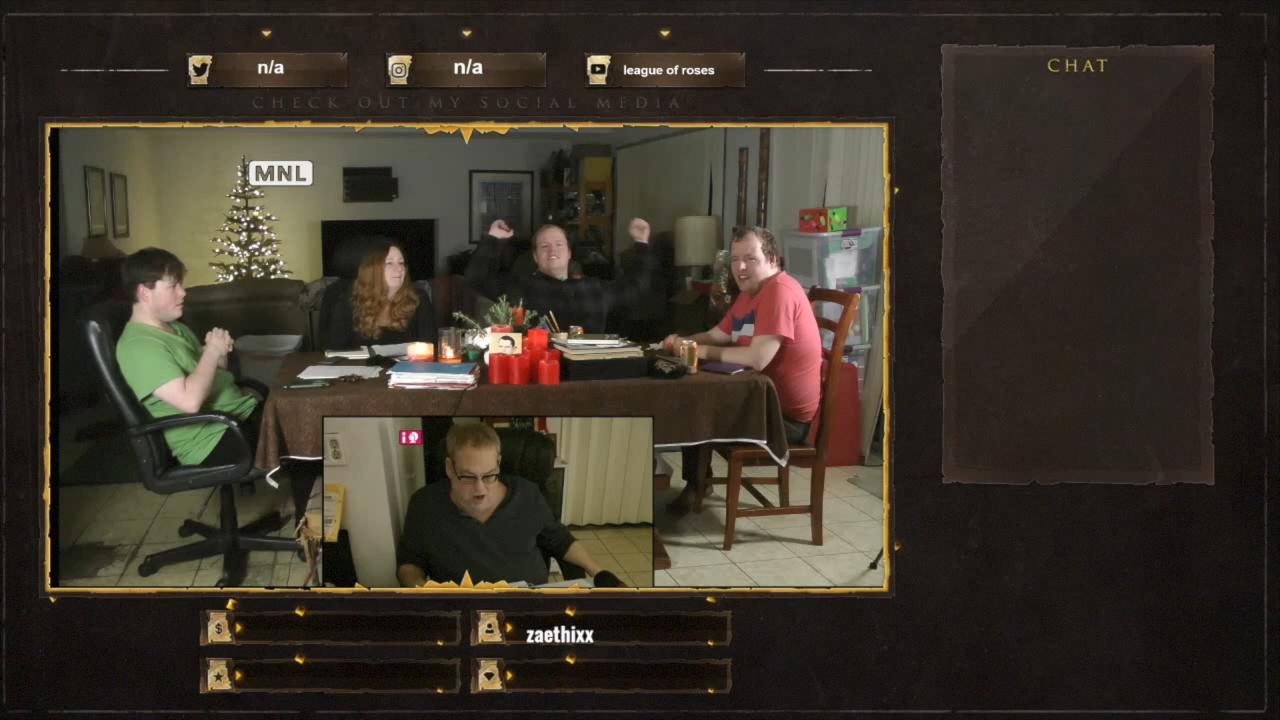 n/a
n/a
league of roses
CHAT
CHECK OUT MY SOCIAL MEDIA
MNL
zaethixx